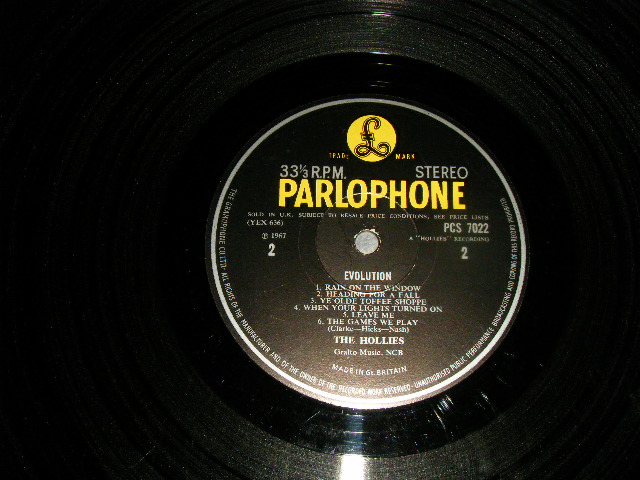 £
TRADE MARK
33⅓ R.P.M. STEREO
PARLOPHONE
SOLD IN U.K. SUBJECT TO RESALE PRICE CONDITIONS, SEE PRICE LISTS
(YEX 636) PCS 7022
℗ 1967 A "HOLLIES" RECORDING
2 2
EVOLUTION
1. RAIN ON THE WINDOW
2. HEADING FOR A FALL
3. YE OLDE TOFFEE SHOPPE
4. WHEN YOUR LIGHTS TURNED ON
5. LEAVE ME
6. THE GAMES WE PLAY
(Clarke—Hicks—Nash)
THE HOLLIES
Gralto Music. NCB
MADE IN GT. BRITAIN
THE GRAMOPHONE CO. LTD. ALL RIGHTS OF THE MANUFACTURER AND OF THE OWNER OF THE RECORDED WORK RESERVED · UNAUTHORISED PUBLIC PERFORMANCE BROADCASTING AND COPYING OF THIS RECORD PROHIBITED